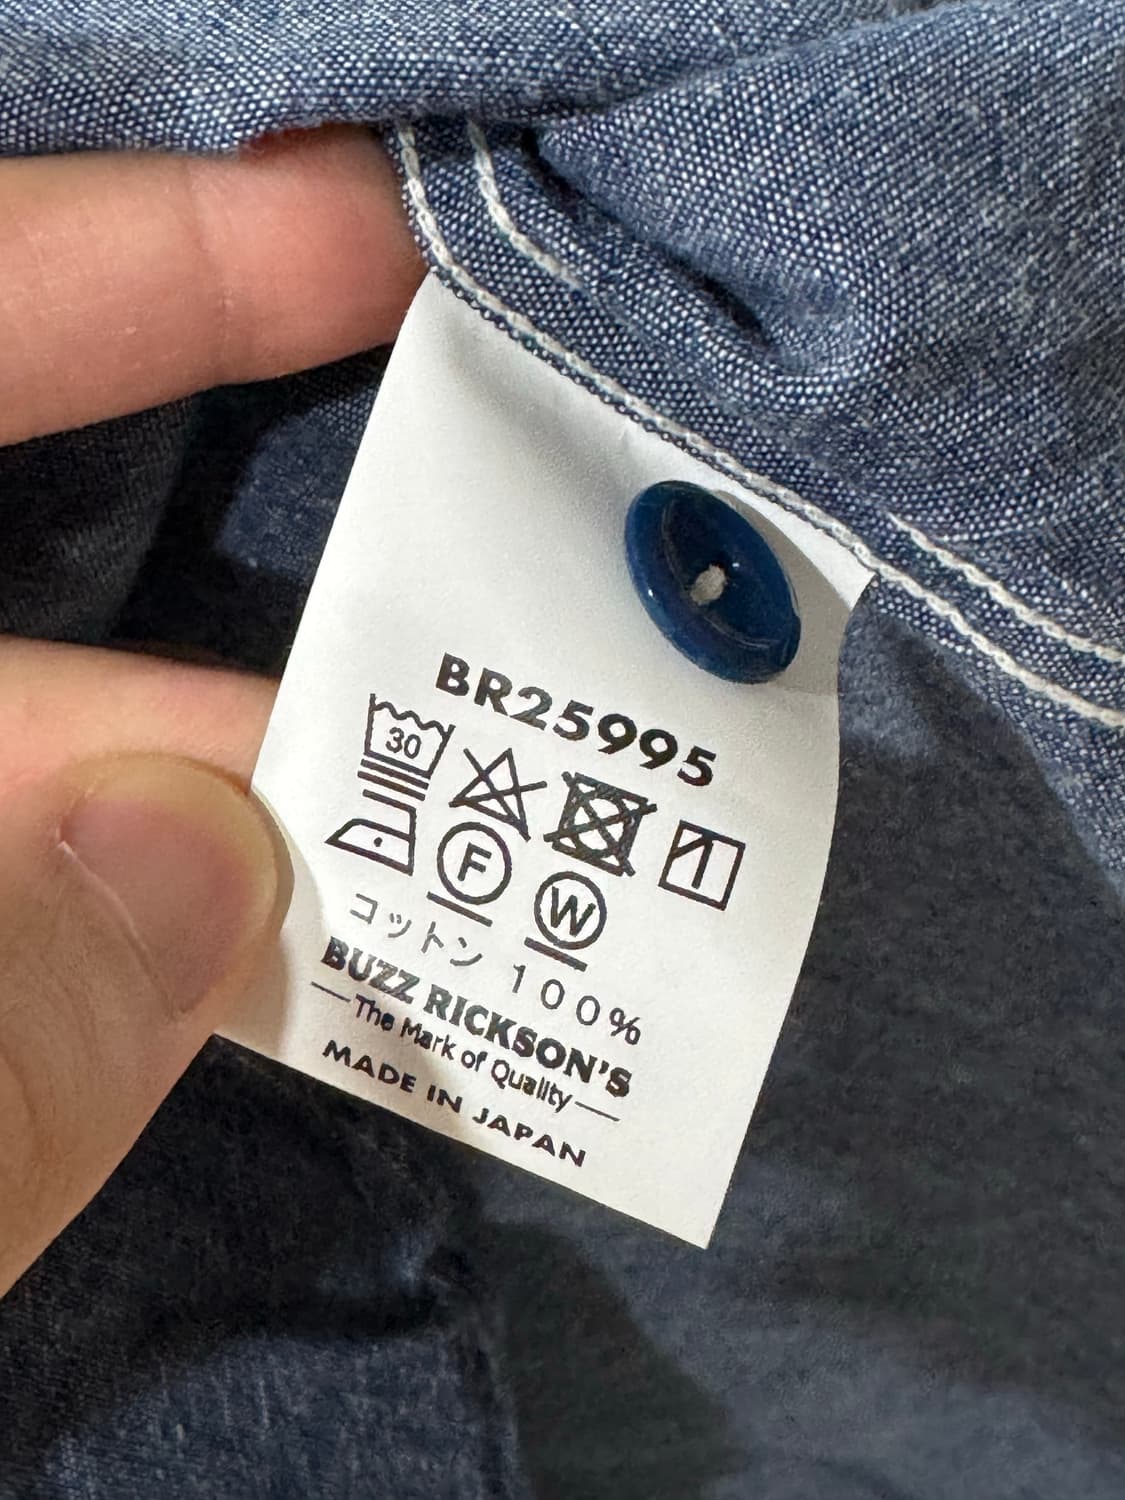 BR25995
30
F W
コットン 100%
BUZZ RICKSON'S
—The Mark of Quality—
MADE IN JAPAN